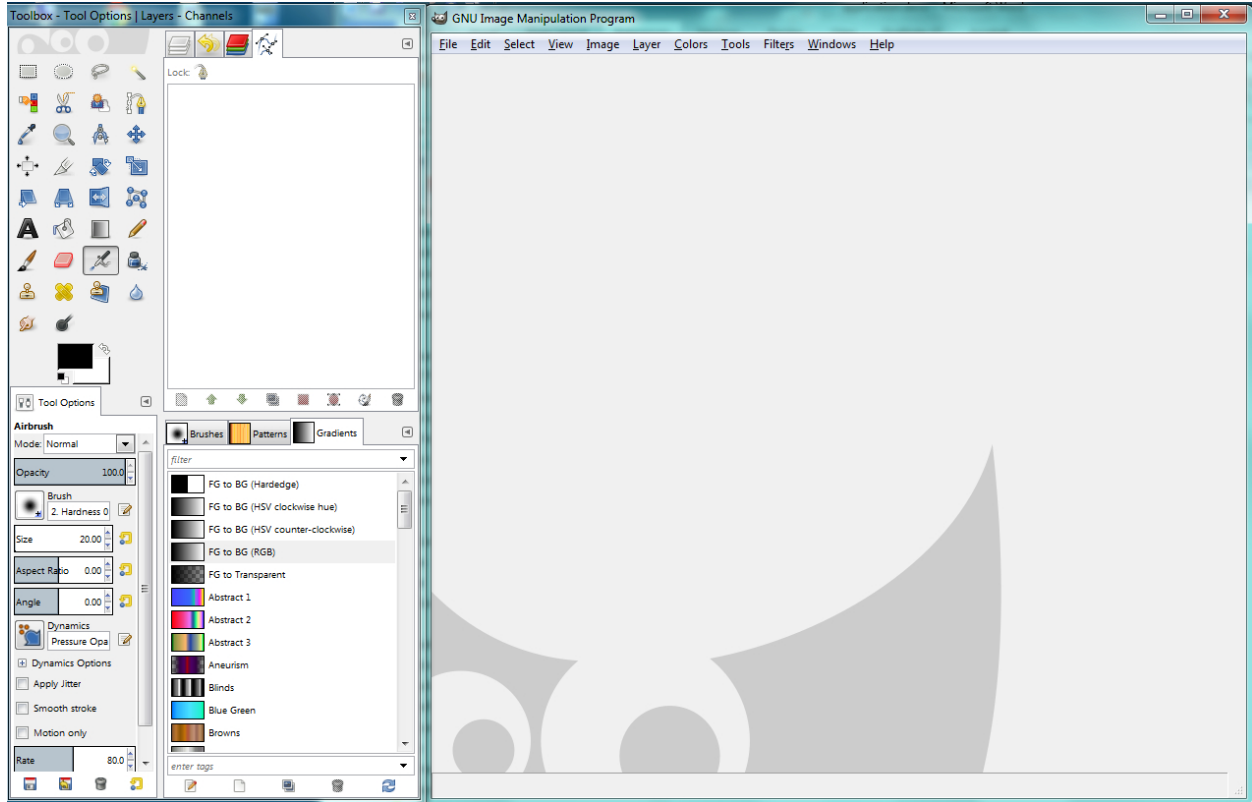 Toolbox - Tool Options | Layers - Channels
GNU Image Manipulation Program
File Edit Select View Image Layer Colors Tools Filters Windows Help
Lock:
Tool Options
Airbrush
Mode: Normal
Opacity 100.0
Brush
2. Hardness 0
Size 20.00
Aspect Ratio 0.00
Angle 0.00
Dynamics
Pressure Opa
Dynamics Options
Apply Jitter
Smooth stroke
Motion only
Rate 80.0
Brushes Patterns Gradients
filter
FG to BG (Hardedge)
FG to BG (HSV clockwise hue)
FG to BG (HSV counter-clockwise)
FG to BG (RGB)
FG to Transparent
Abstract 1
Abstract 2
Abstract 3
Aneurism
Blinds
Blue Green
Browns
enter tags